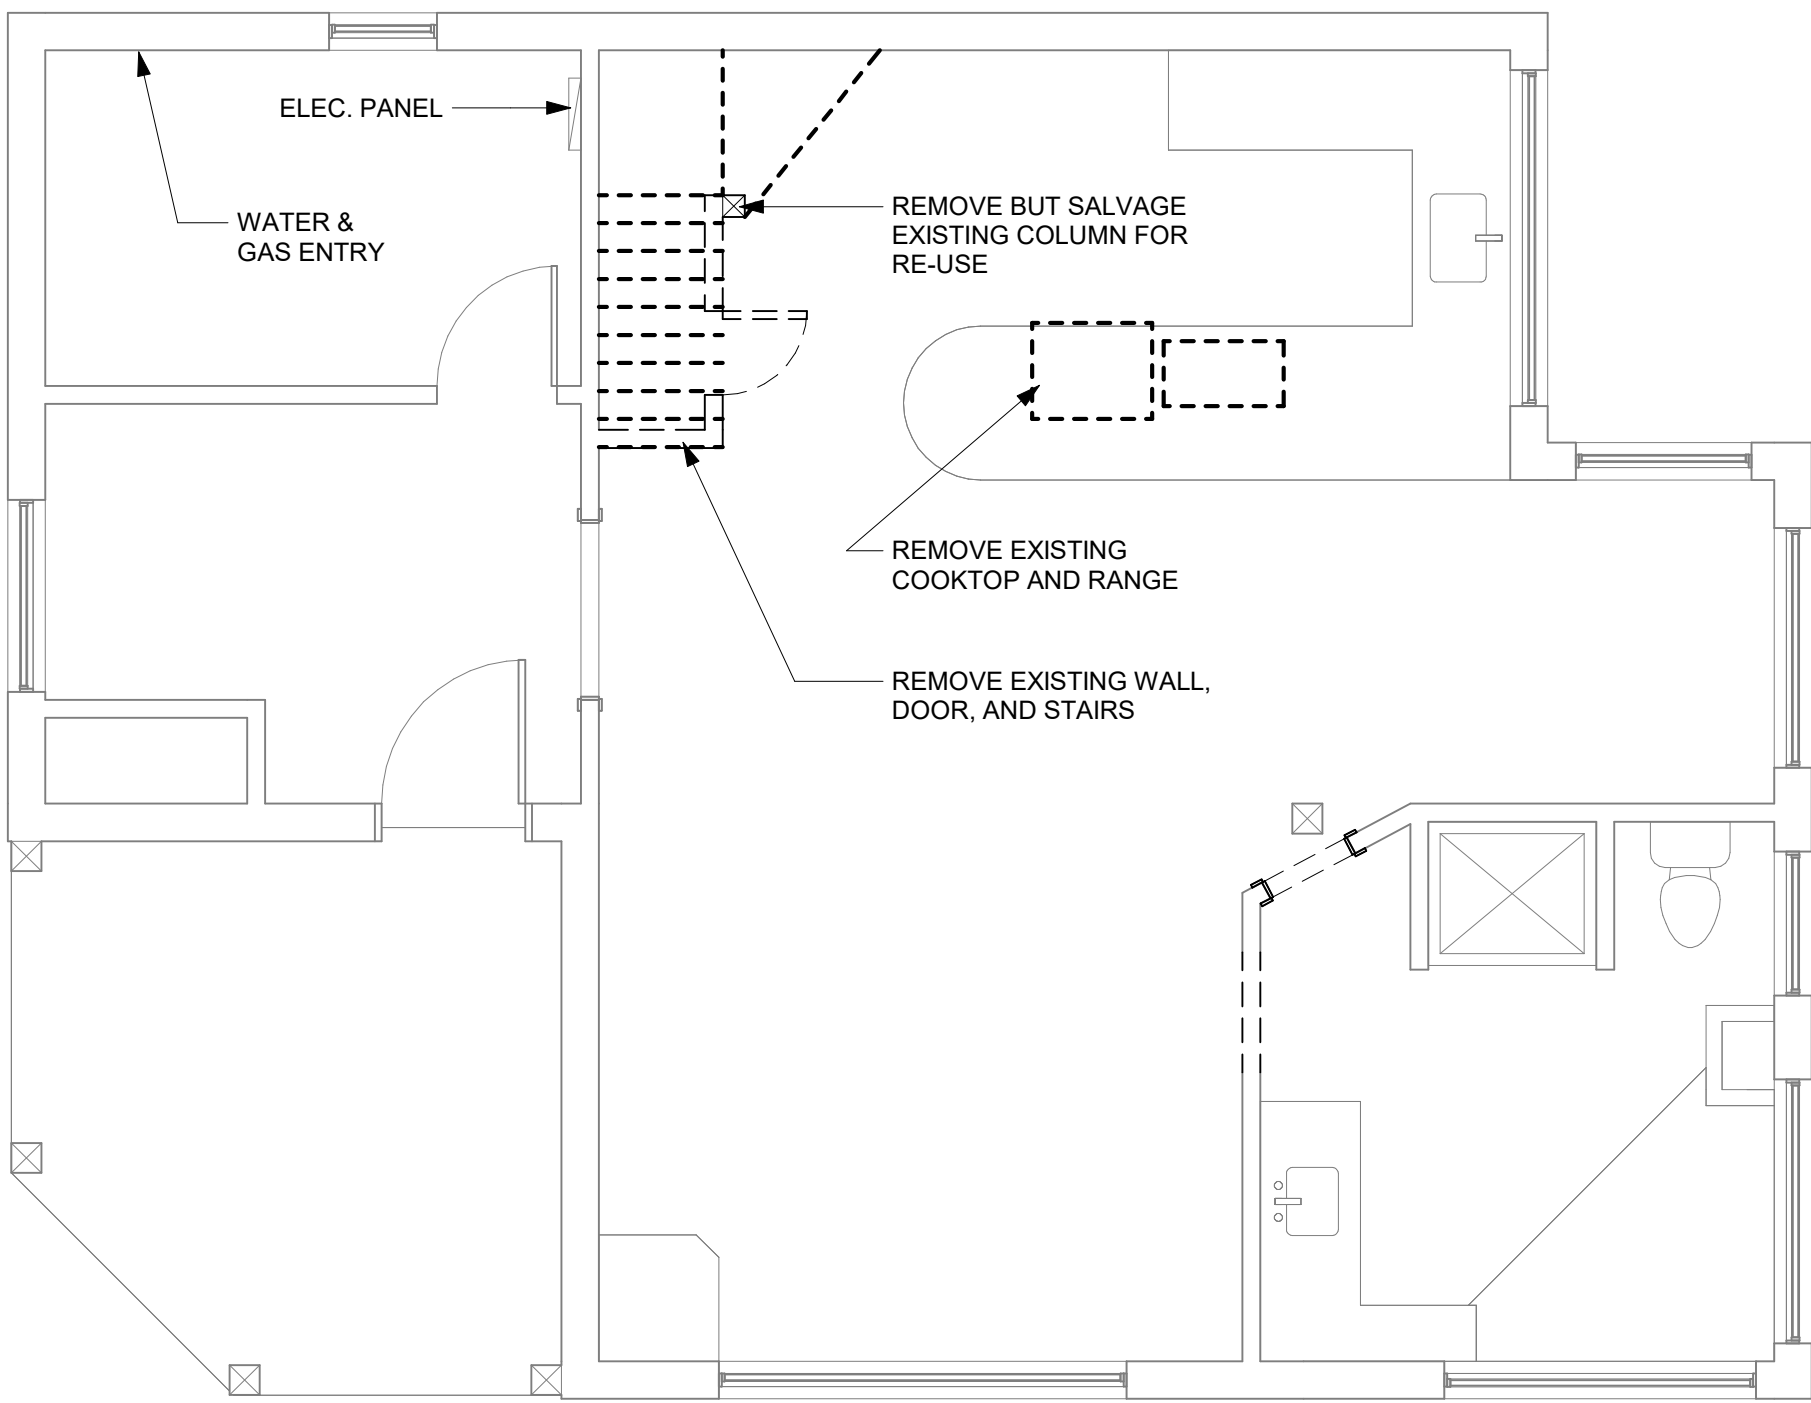 ELEC. PANEL
WATER &
GAS ENTRY
REMOVE BUT SALVAGE
EXISTING COLUMN FOR
RE-USE
REMOVE EXISTING
COOKTOP AND RANGE
REMOVE EXISTING WALL,
DOOR, AND STAIRS